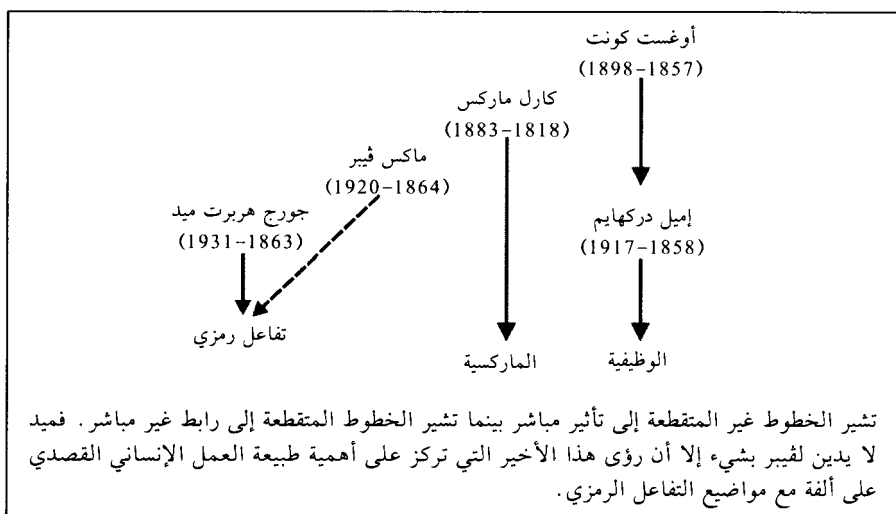 أوغست كونت
(1857–1898)
كارل ماركس
(1818–1883)
ماكس ڤيبر
(1864–1920)
جورج هربرت ميد
(1863–1931)
إميل دركهايم
(1858–1917)
تفاعل رمزي
الماركسية
الوظيفية
تشير الخطوط غير المتقطعة إلى تأثير مباشر بينما تشير الخطوط المتقطعة إلى رابط غير مباشر. فميد
لا يدين لڤيبر بشيء إلا أن رؤى هذا الأخير التي تركز على أهمية طبيعة العمل الإنساني القصدي
على ألفة مع مواضيع التفاعل الرمزي.